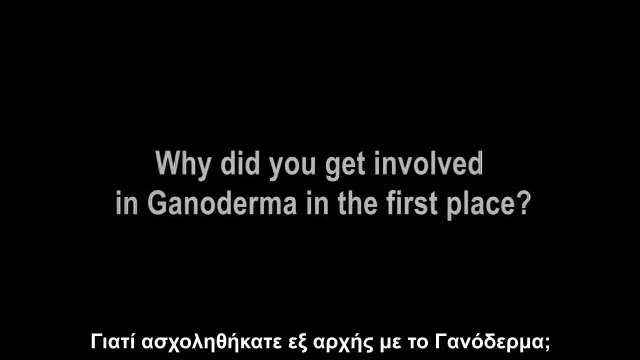 Why did you get involved
in Ganoderma in the first place?
Γιατί ασχοληθήκατε εξ αρχής με το Γανόδερμα;